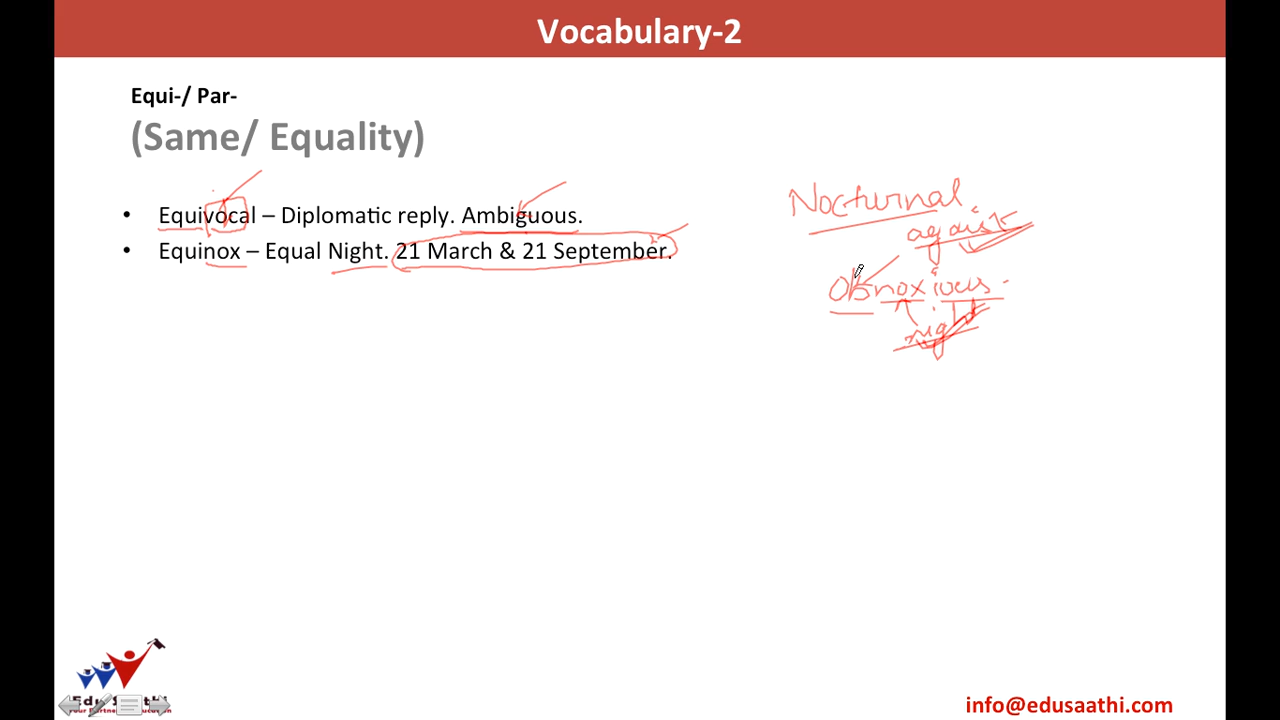 Vocabulary-2
Equi-/ Par-
(Same/ Equality)
• Equivocal – Diplomatic reply. Ambiguous.
• Equinox – Equal Night. 21 March & 21 September.
Nocturnal
against
Obnoxious
night
info@edusaathi.com